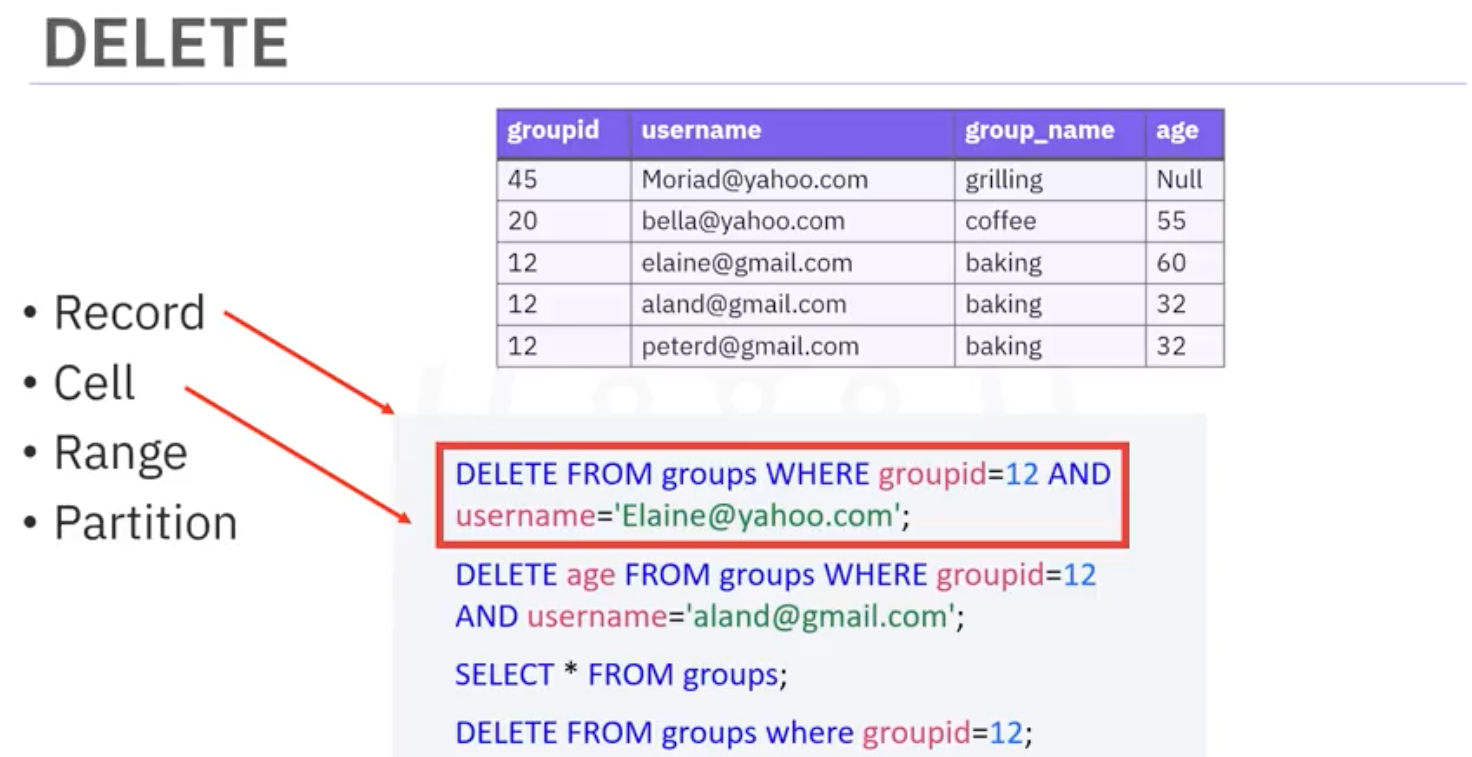 DELETE
groupid username group_name age
45 Moriad@yahoo.com grilling Null
20 bella@yahoo.com coffee 55
12 elaine@gmail.com baking 60
12 aland@gmail.com baking 32
12 peterd@gmail.com baking 32
• Record
• Cell
• Range
• Partition
DELETE FROM groups WHERE groupid=12 AND
username='Elaine@yahoo.com';
DELETE age FROM groups WHERE groupid=12
AND username='aland@gmail.com';
SELECT * FROM groups;
DELETE FROM groups where groupid=12;